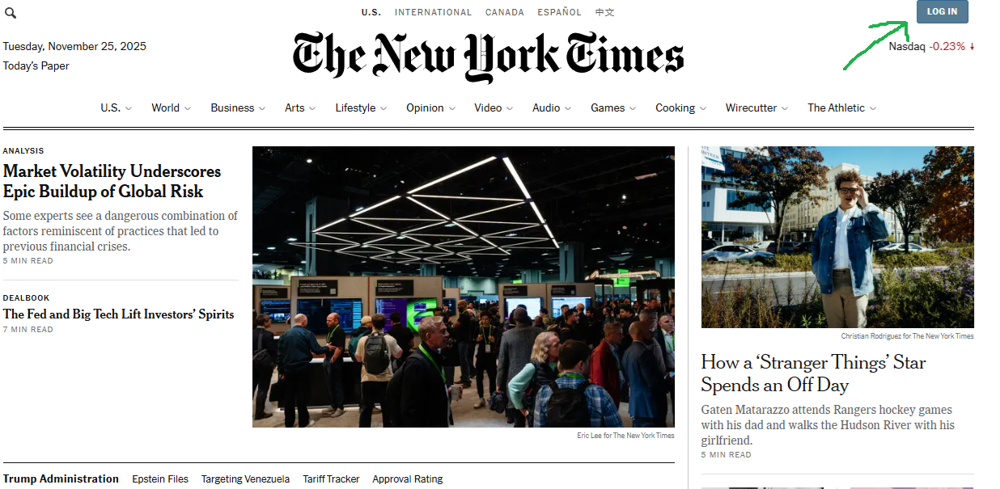 U.S. INTERNATIONAL CANADA ESPAÑOL 中文
LOG IN
Tuesday, November 25, 2025
Today's Paper
The New York Times
Nasdaq -0.23% ↓
U.S. World Business Arts Lifestyle Opinion Video Audio Games Cooking Wirecutter The Athletic
ANALYSIS
Market Volatility Underscores
Epic Buildup of Global Risk
Some experts see a dangerous combination of
factors reminiscent of practices that led to
previous financial crises.
5 MIN READ
DEALBOOK
The Fed and Big Tech Lift Investors' Spirits
7 MIN READ
Eric Lee for The New York Times
Christian Rodriguez for The New York Times
How a ‘Stranger Things’ Star
Spends an Off Day
Gaten Matarazzo attends Rangers hockey games
with his dad and walks the Hudson River with his
girlfriend.
5 MIN READ
Trump Administration Epstein Files Targeting Venezuela Tariff Tracker Approval Rating